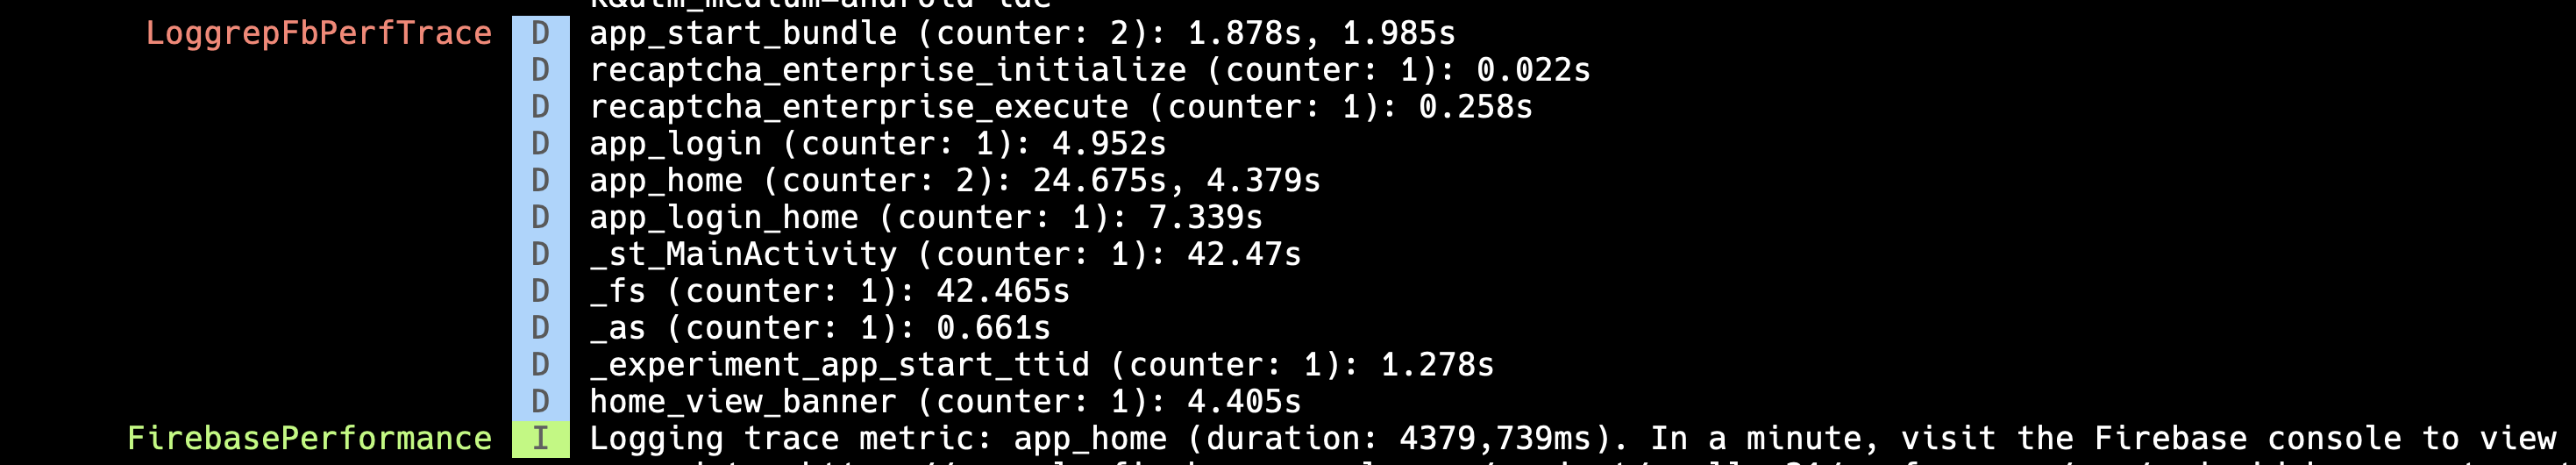 K&utm_medium=android-ide
LoggrepFbPerfTrace D app_start_bundle (counter: 2): 1.878s, 1.985s
D recaptcha_enterprise_initialize (counter: 1): 0.022s
D recaptcha_enterprise_execute (counter: 1): 0.258s
D app_login (counter: 1): 4.952s
D app_home (counter: 2): 24.675s, 4.379s
D app_login_home (counter: 1): 7.339s
D _st_MainActivity (counter: 1): 42.47s
D _fs (counter: 1): 42.465s
D _as (counter: 1): 0.661s
D _experiment_app_start_ttid (counter: 1): 1.278s
D home_view_banner (counter: 1): 4.405s
FirebasePerformance I Logging trace metric: app_home (duration: 4379,739ms). In a minute, visit the Firebase console to view